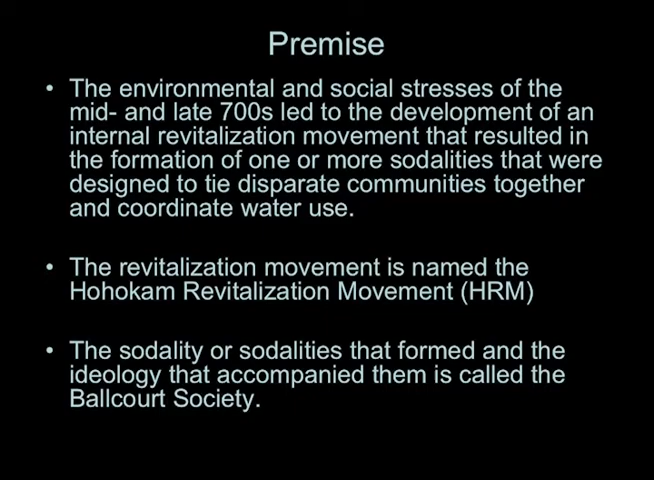 Premise
• The environmental and social stresses of the
mid- and late 700s led to the development of an
internal revitalization movement that resulted in
the formation of one or more sodalities that were
designed to tie disparate communities together
and coordinate water use.
• The revitalization movement is named the
Hohokam Revitalization Movement (HRM)
• The sodality or sodalities that formed and the
ideology that accompanied them is called the
Ballcourt Society.